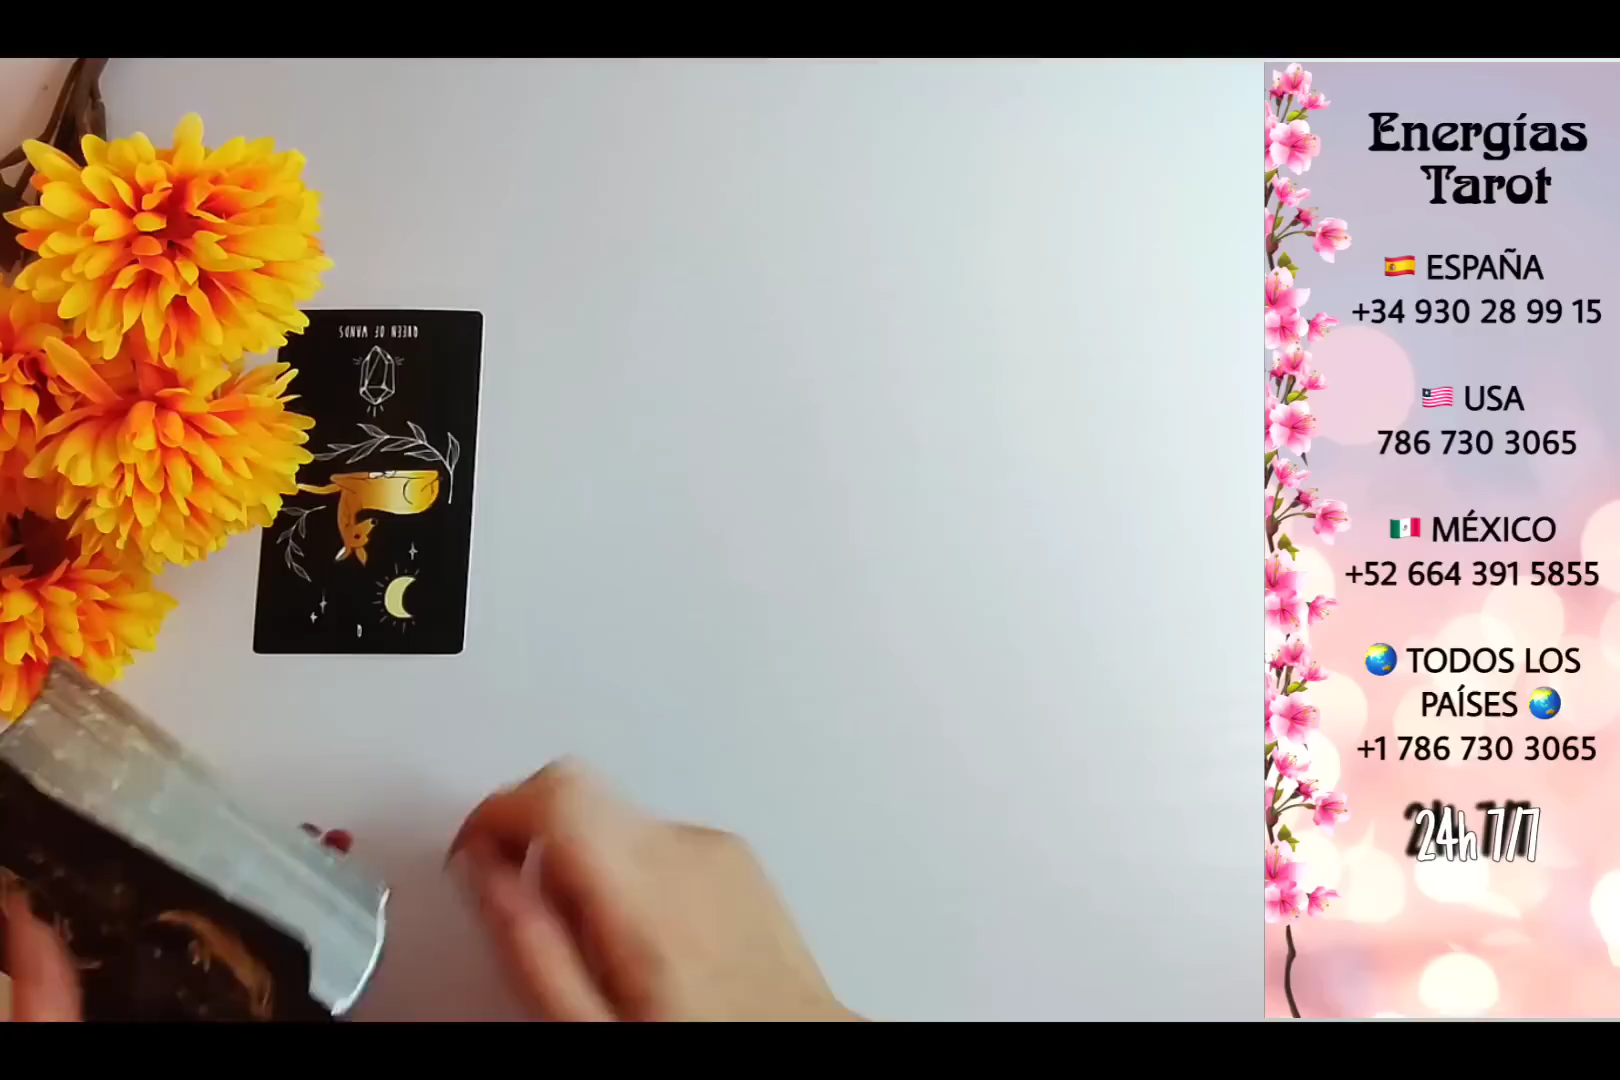 QUEEN OF WANDS
Q
Energías
Tarot
🇪🇸 ESPAÑA
+34 930 28 99 15
🇱🇷 USA
786 730 3065
🇲🇽 MÉXICO
+52 664 391 5855
🌏 TODOS LOS
PAÍSES 🌏
+1 786 730 3065
24h 7/7